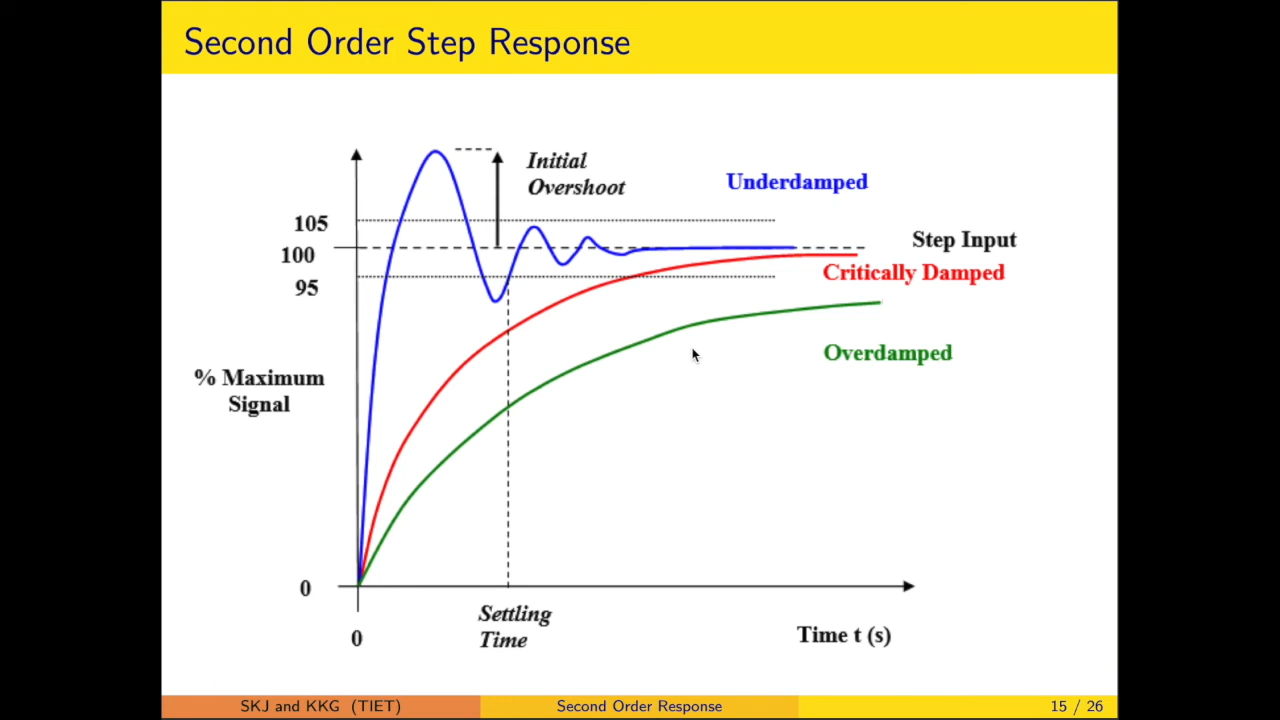 Second Order Step Response
Initial
Overshoot
Underdamped
105
100
95
Step Input
Critically Damped
Overdamped
% Maximum
Signal
0
0
Settling
Time
Time t (s)
SKJ and KKG (TIET)
Second Order Response
15 / 26